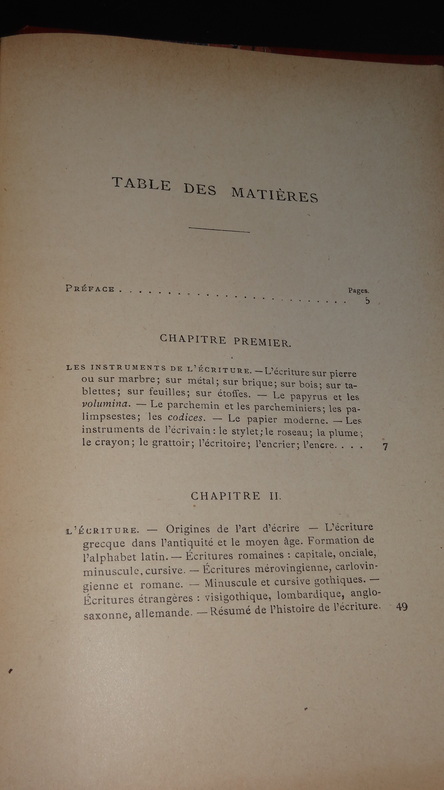 TABLE DES MATIÈRES
Pages.
PRÉFACE . . . . . . . . . . . . . . . . . . . . . . . . 5
CHAPITRE PREMIER.
LES INSTRUMENTS DE L'ÉCRITURE. — L'écriture sur pierre
ou sur marbre; sur métal; sur brique; sur bois; sur ta-
blettes; sur feuilles; sur étoffes. — Le papyrus et les
volumina. — Le parchemin et les parcheminiers; les pa-
limpsestes; les codices. — Le papier moderne. — Les
instruments de l'écrivain: le stylet; le roseau; la plume;
le crayon; le grattoir; l'écritoire; l'encrier; l'encre. . . . 7
CHAPITRE II.
L'ÉCRITURE. — Origines de l'art d'écrire — L'écriture
grecque dans l'antiquité et le moyen âge. Formation de
l'alphabet latin. — Écritures romaines : capitale, onciale,
minuscule, cursive. — Écritures mérovingienne, carlovin-
gienne et romane. — Minuscule et cursive gothiques. —
Écritures étrangères : visigothique, lombardique, anglo-
saxonne, allemande. — Résumé de l'histoire de l'écriture. 49